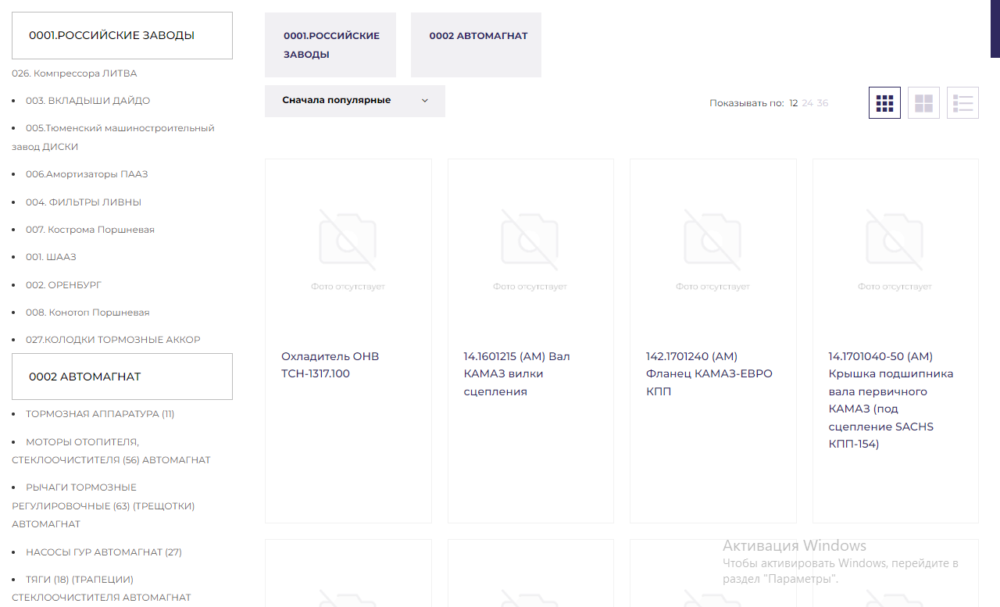 0001.РОССИЙСКИЕ ЗАВОДЫ
026. Компрессора ЛИТВА
003. ВКЛАДЫШИ ДАЙДО
005.Тюменский машиностроительный
завод ДИСКИ
006.Амортизаторы ПААЗ
004. ФИЛЬТРЫ ЛИВНЫ
007. Кострома Поршневая
001. ШААЗ
002. ОРЕНБУРГ
008. Конотоп Поршневая
027.КОЛОДКИ ТОРМОЗНЫЕ АККОР
0002 АВТОМАГНАТ
ТОРМОЗНАЯ АППАРАТУРА (11)
МОТОРЫ ОТОПИТЕЛЯ,
СТЕКЛООЧИСТИТЕЛЯ (56) АВТОМАГНАТ
РЫЧАГИ ТОРМОЗНЫЕ
РЕГУЛИРОВОЧНЫЕ (63) (ТРЕЩОТКИ)
АВТОМАГНАТ
НАСОСЫ ГУР АВТОМАГНАТ (27)
ТЯГИ (18) (ТРАПЕЦИИ)
СТЕКЛООЧИСТИТЕЛЯ АВТОМАГНАТ
0001.РОССИЙСКИЕ
ЗАВОДЫ
0002 АВТОМАГНАТ
Сначала популярные
Показывать по: 12 24 36
Фото отсутствует
Охладитель ОНВ
ТСН-1317.100
Фото отсутствует
14.1601215 (АМ) Вал
КАМАЗ вилки
сцепления
Фото отсутствует
142.1701240 (АМ)
Фланец КАМАЗ-ЕВРО
КПП
Фото отсутствует
14.1701040-50 (АМ)
Крышка подшипника
вала первичного
КАМАЗ (под
сцепление SACHS
КПП-154)
Активация Windows
Чтобы активировать Windows, перейдите в
раздел "Параметры".